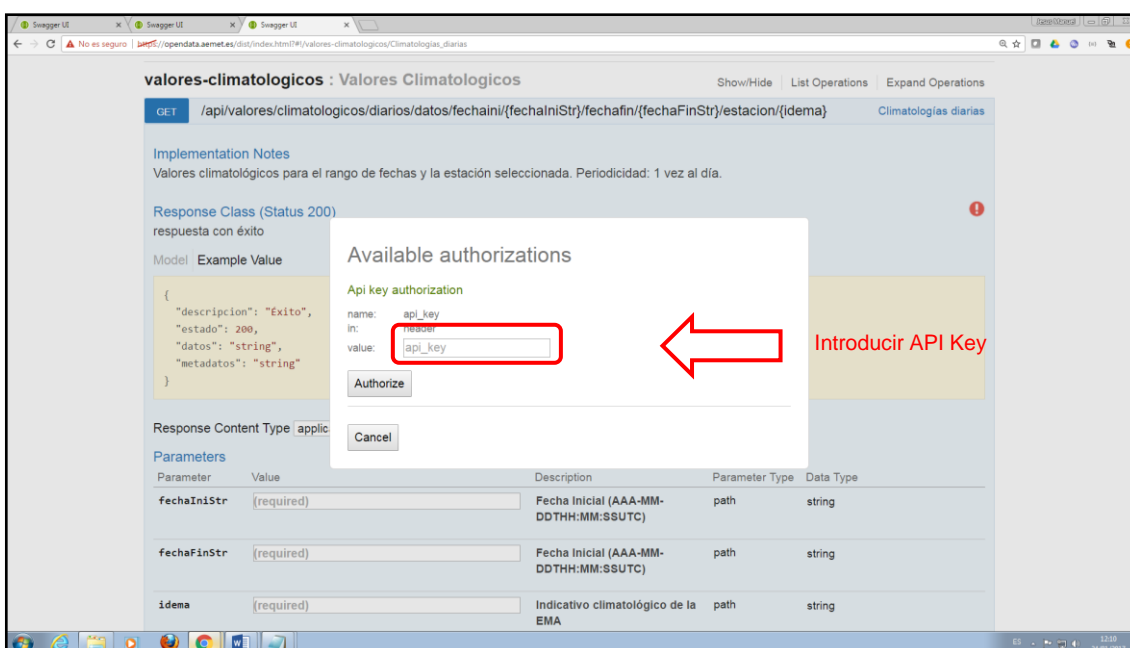 Swagger UI × Swagger UI × Swagger UI ×
No es seguro https://opendata.aemet.es/dist/index.html?#!/valores-climatologicos/Climatologías_diarias
valores-climatologicos : Valores Climatologicos Show/Hide List Operations Expand Operations
GET /api/valores/climatologicos/diarios/datos/fechaini/{fechaIniStr}/fechafin/{fechaFinStr}/estacion/{idema} Climatologías diarias
Implementation Notes
Valores climatológicos para el rango de fechas y la estación seleccionada. Periodicidad: 1 vez al día.
Response Class (Status 200)
respuesta con éxito
Model Example Value
{
"descripcion": "Éxito",
"estado": 200,
"datos": "string",
"metadatos": "string"
}
Available authorizations
Api key authorization
name: api_key
in: header
value: api_key
Authorize
Cancel
Introducir API Key
Response Content Type applic
Parameters
Parameter Value Description Parameter Type Data Type
fechaIniStr (required) Fecha Inicial (AAA-MM-
DDTHH:MM:SSUTC) path string
fechaFinStr (required) Fecha Inicial (AAA-MM-
DDTHH:MM:SSUTC) path string
idema (required) Indicativo climatológico de la
EMA path string
ES 12:10